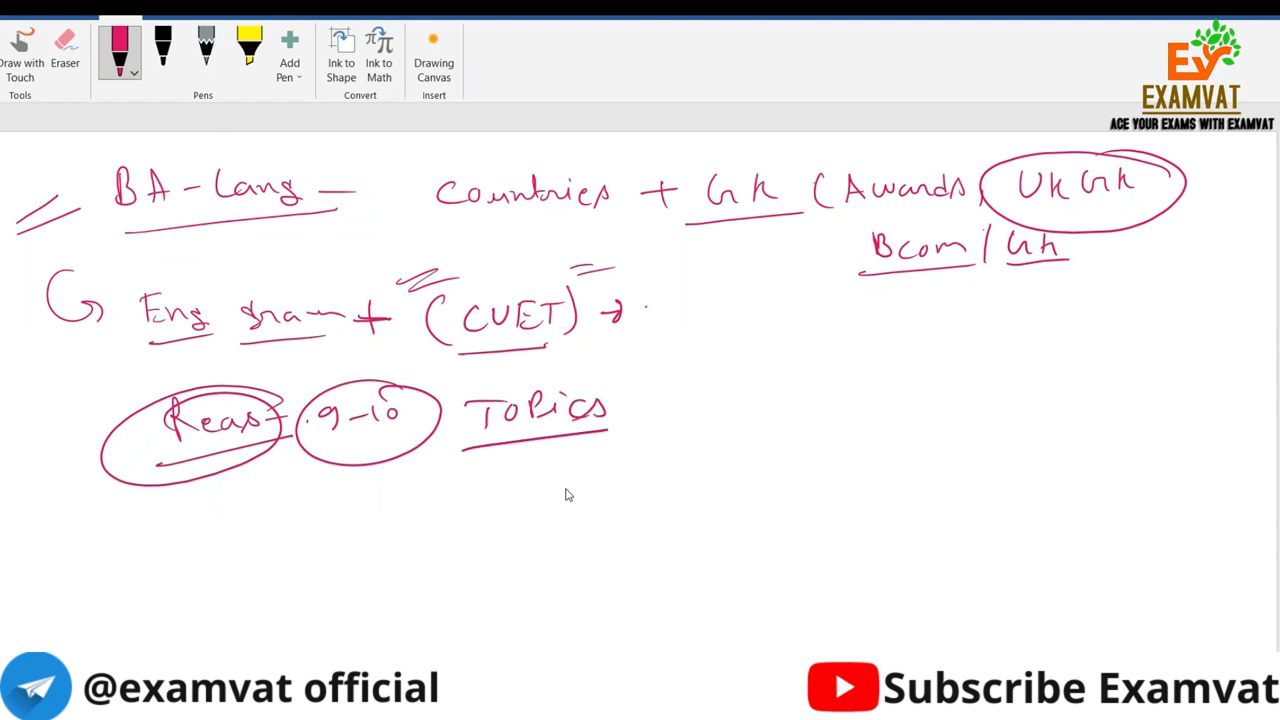 Draw with Touch
Eraser
Add Pen
Ink to Shape
Ink to Math
Drawing Canvas
Tools
Pens
Convert
Insert
EXAMVAT
ACE YOUR EXAMS WITH EXAMVAT
BA - Lang - Countries + GK (Awards, UK GK
Bcom / GK
Eng gram + (CUET) →
Reas - 9-10 TOPICS
@examvat official
Subscribe Examvat